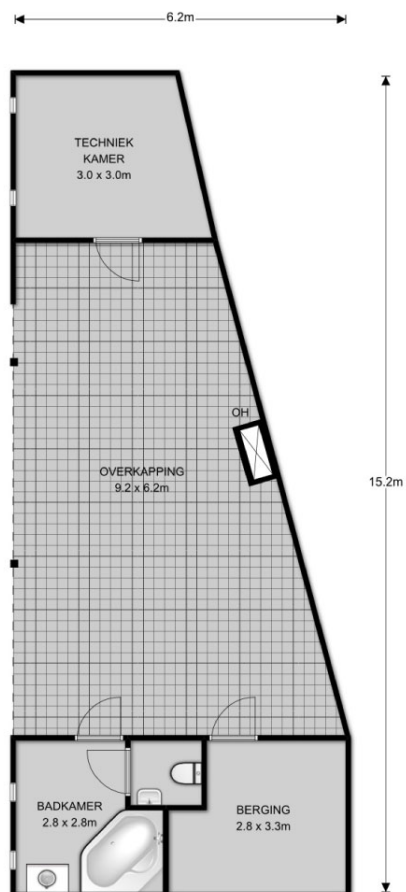 6.2m
TECHNIEK
KAMER
3.0 x 3.0m
OH
OVERKAPPING
9.2 x 6.2m
15.2m
BADKAMER
2.8 x 2.8m
BERGING
2.8 x 3.3m